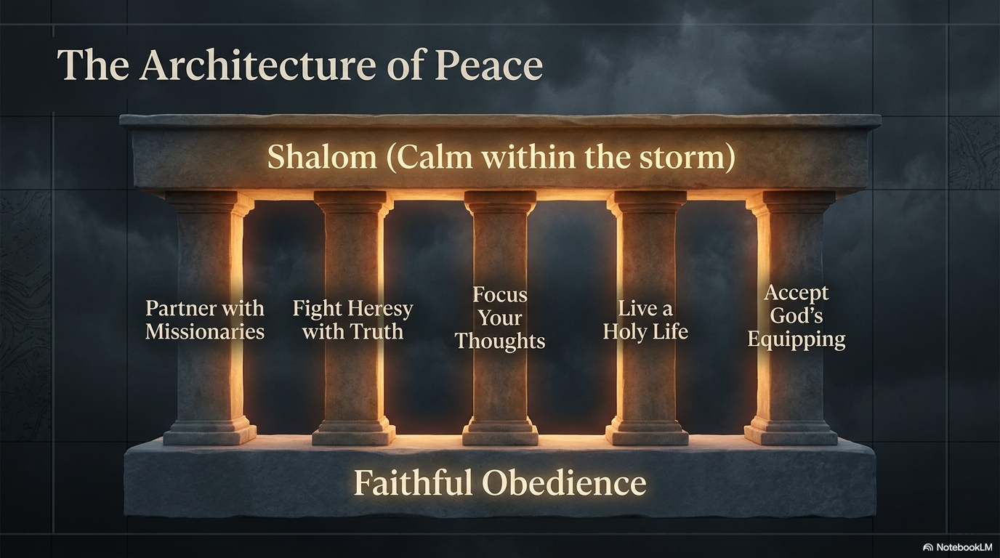 The Architecture of Peace
Shalom (Calm within the storm)
Partner with
Missionaries
Fight Heresy
with Truth
Focus
Your
Thoughts
Live a
Holy Life
Accept
God's
Equipping
Faithful Obedience
NotebookLM